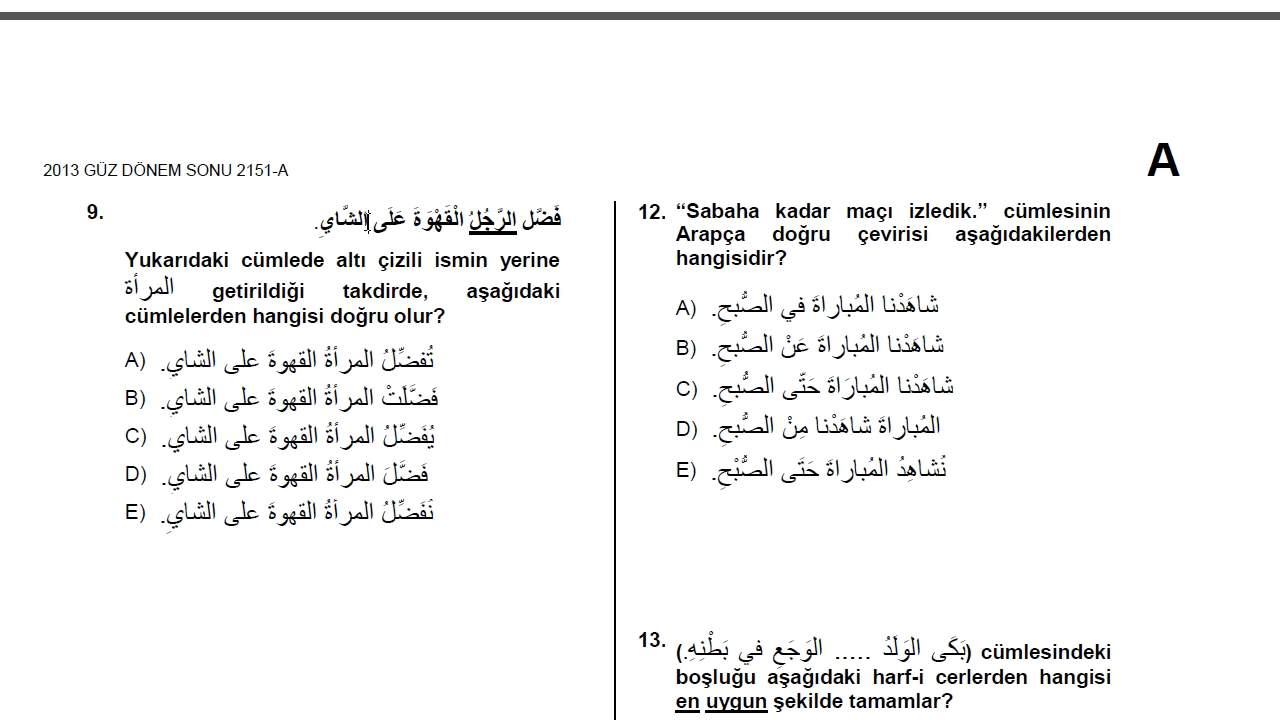 2013 GÜZ DÖNEM SONU 2151-A
A
9.
فَضَّل الرَّجُلُ الْقَهْوَةَ عَلَى الشَّايِ.
Yukarıdaki cümlede altı çizili ismin yerine
المرأة getirildiği takdirde, aşağıdaki
cümlelerden hangisi doğru olur?
A) تُفضِّلُ المرأةُ القهوةَ على الشاي.
B) فَضَّلَتْ المرأةُ القهوةَ على الشاي.
C) يُفَضِّلُ المرأةُ القهوةَ على الشاي.
D) فَضَّلَ المرأةُ القهوةَ على الشاي.
E) نُفَضِّلُ المرأةُ القهوةَ على الشايِ.
12. “Sabaha kadar maçı izledik.” cümlesinin
Arapça doğru çevirisi aşağıdakilerden
hangisidir?
A) شاهَدْنا المُباراةَ في الصُّبحِ.
B) شاهَدْنا المُباراةَ عَنْ الصُّبحِ.
C) شاهَدْنا المُبارَاةَ حَتّى الصُّبحِ.
D) المُباراةَ شاهَدْنا مِنْ الصُّبحِ.
E) نُشاهِدُ المُباراةَ حَتَى الصُّبْحِ.
13. (بَكَى الوَلَدُ ..... الوَجَعِ في بَطْنِهِ.) cümlesindeki
boşluğu aşağıdaki harf-i cerlerden hangisi
en uygun şekilde tamamlar?